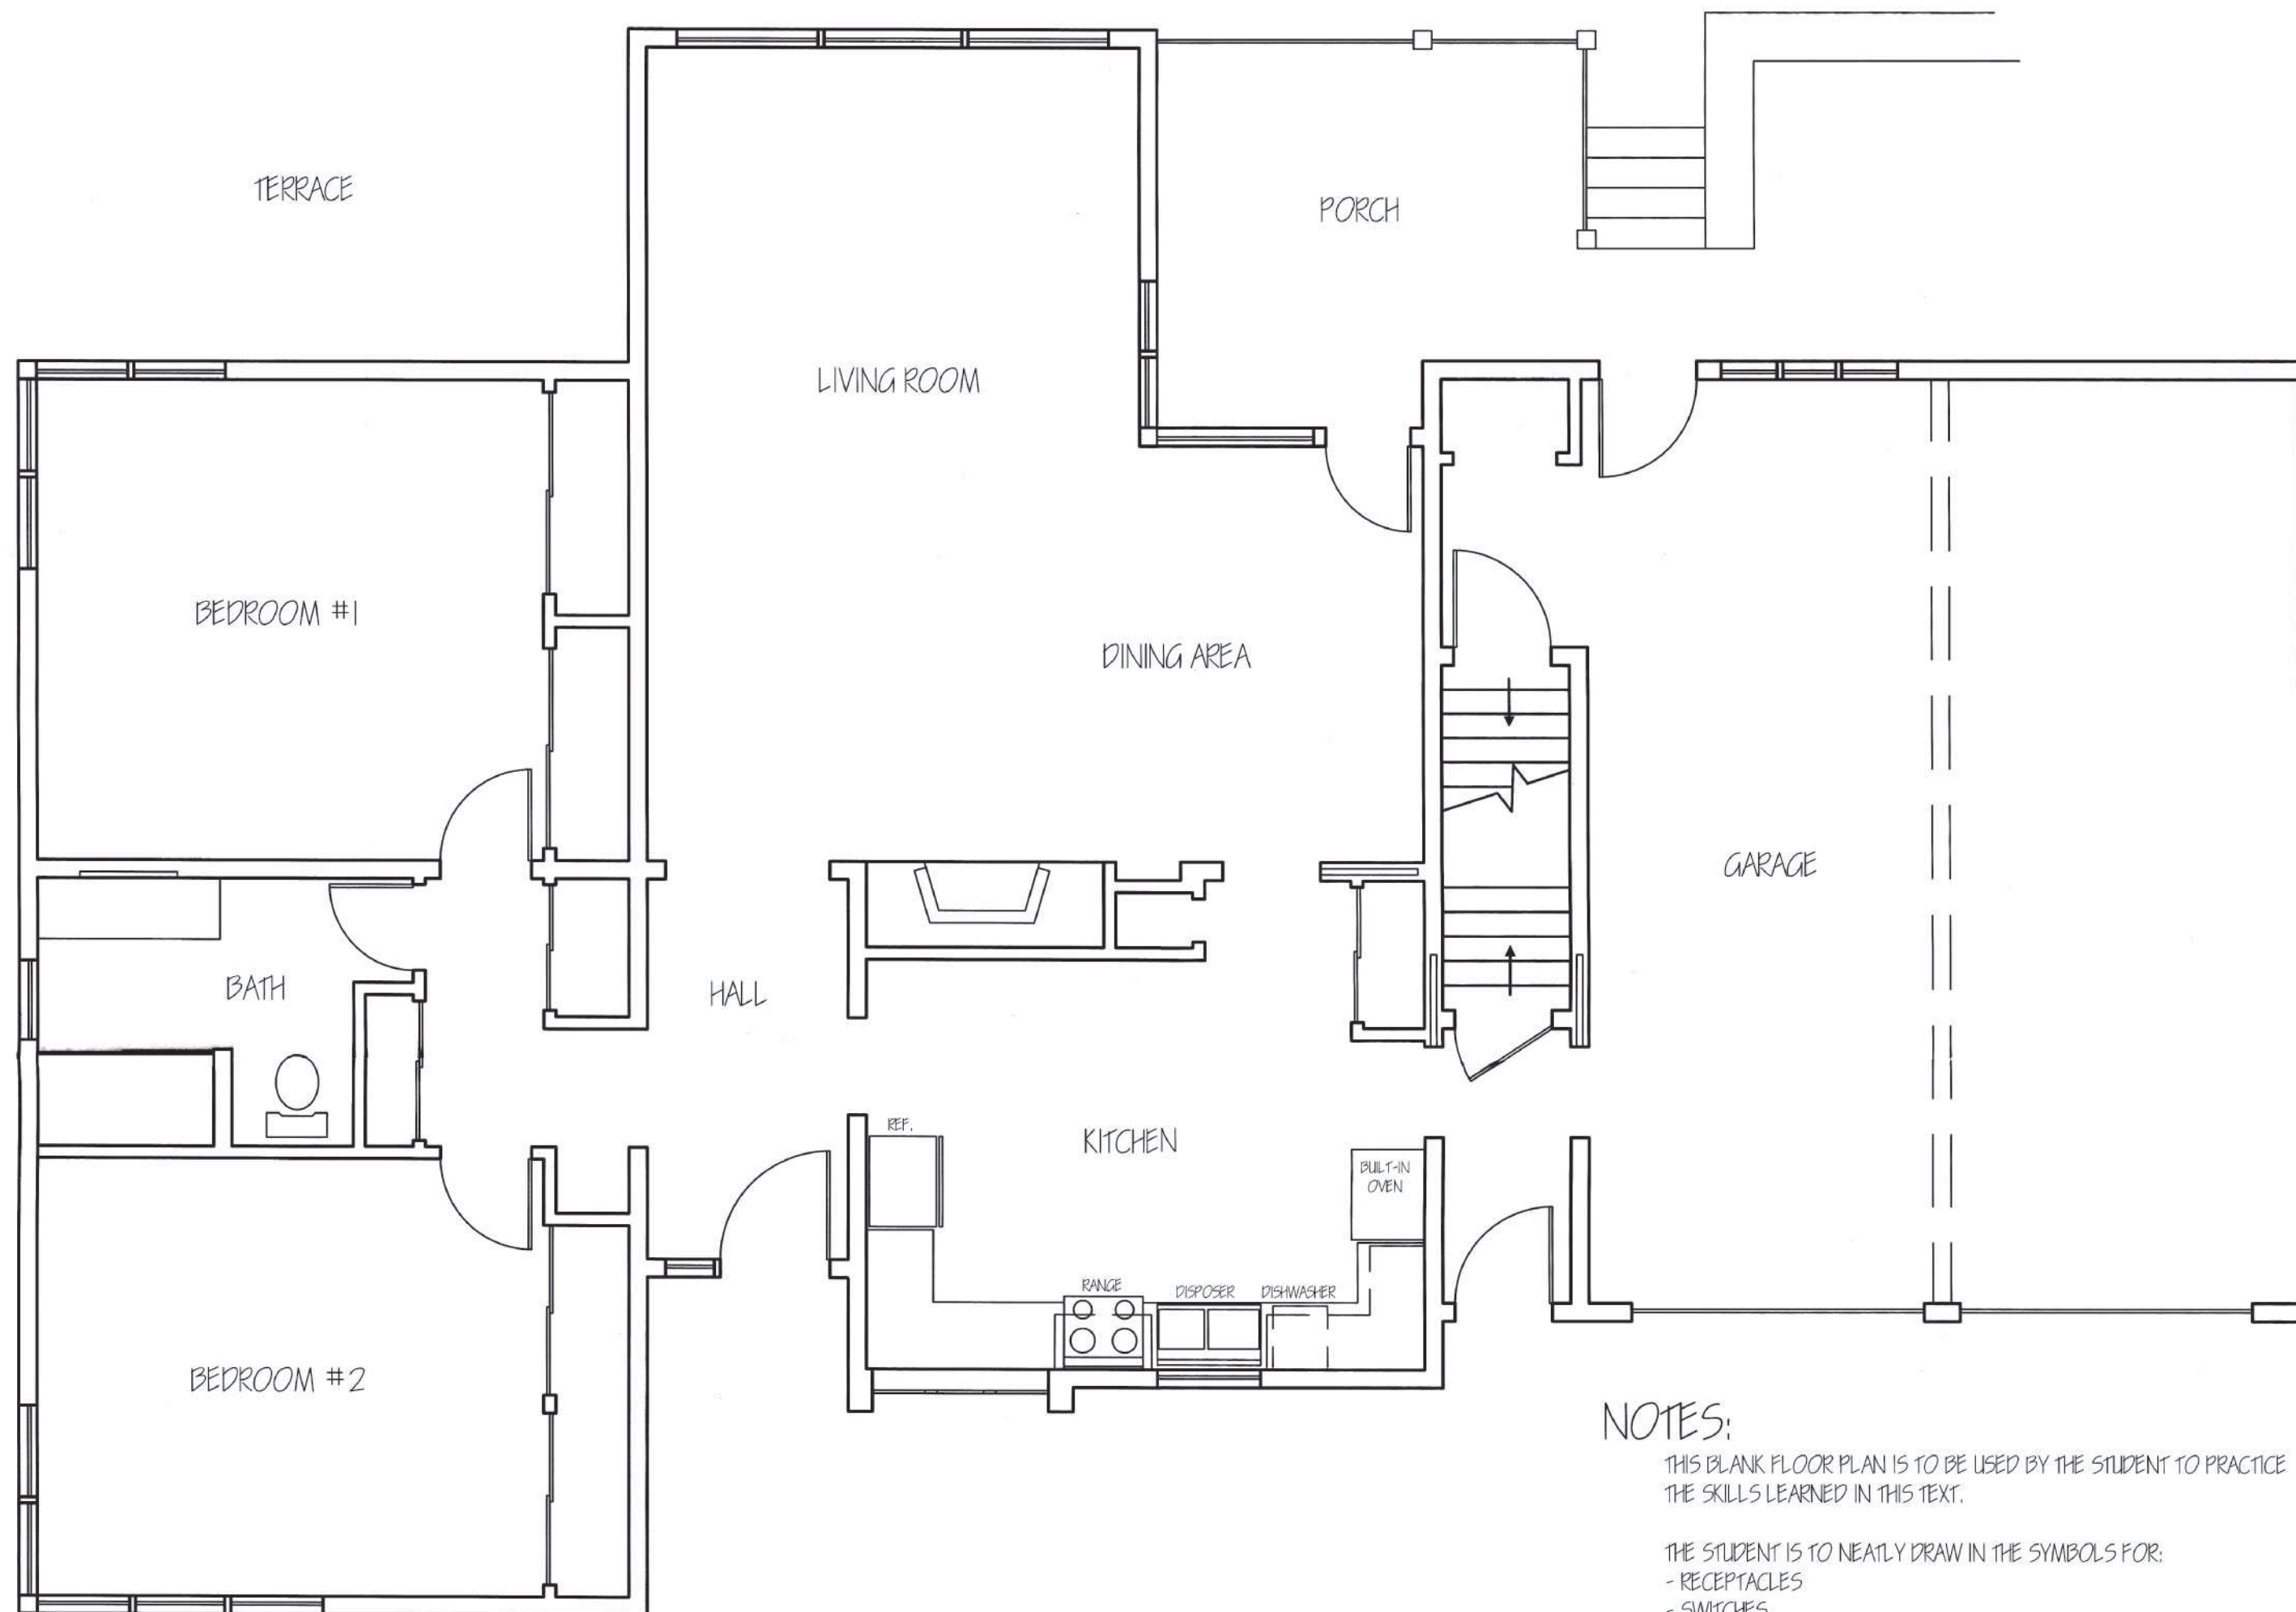 TERRACE
PORCH
LIVING ROOM
BEDROOM #1
DINING AREA
GARAGE
BATH
HALL
REF.
KITCHEN
BUILT-IN
OVEN
RANGE
DISPOSER
DISHWASHER
BEDROOM #2
NOTES:
THIS BLANK FLOOR PLAN IS TO BE USED BY THE STUDENT TO PRACTICE
THE SKILLS LEARNED IN THIS TEXT.
THE STUDENT IS TO NEATLY DRAW IN THE SYMBOLS FOR:
- RECEPTACLES
- SWITCHES